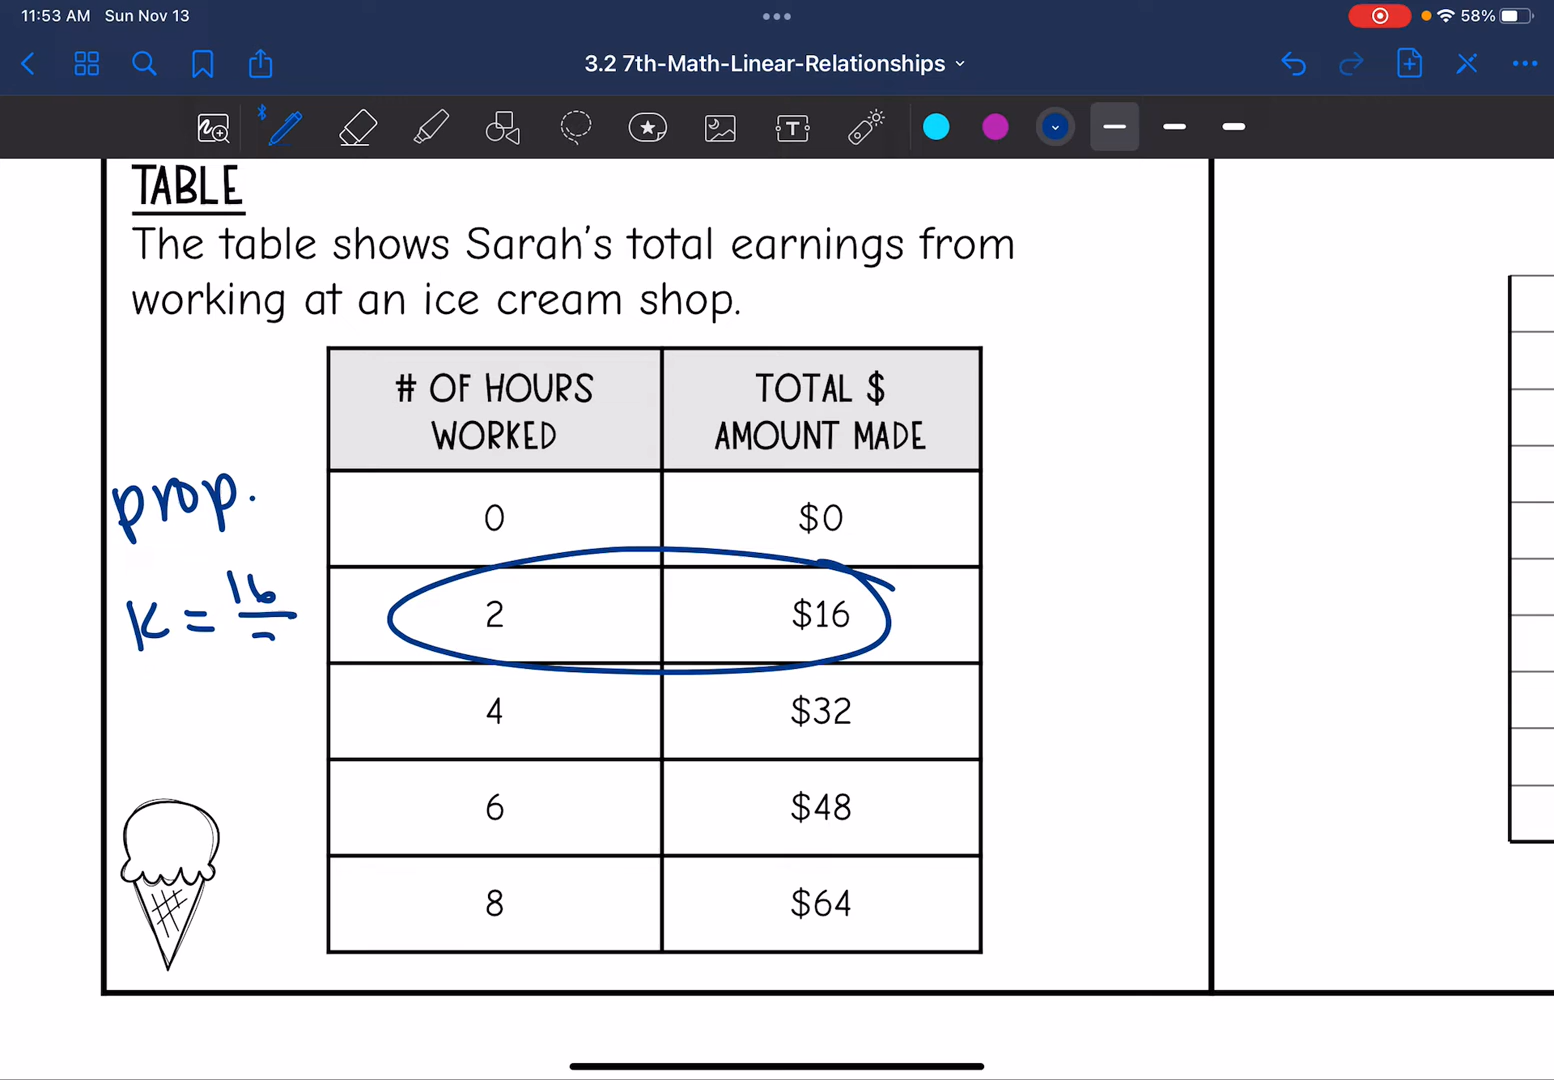 11:53 AM Sun Nov 13
58%
3.2 7th-Math-Linear-Relationships
T
TABLE
The table shows Sarah's total earnings from
working at an ice cream shop.
# OF HOURS WORKED
TOTAL $ AMOUNT MADE
prop.
0 $0
k = 16
2 $16
4 $32
6 $48
8 $64